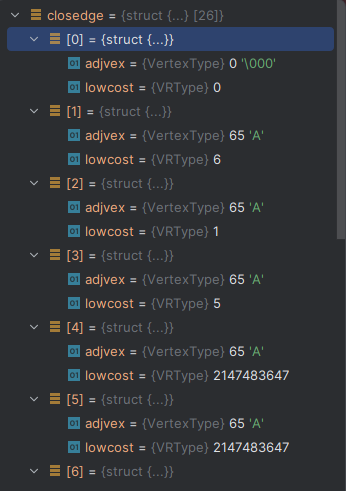 closedge = {struct {...} [26]}
[0] = {struct {...}}
01 adjvex = {VertexType} 0 '\000'
01 lowcost = {VRType} 0
[1] = {struct {...}}
01 adjvex = {VertexType} 65 'A'
01 lowcost = {VRType} 6
[2] = {struct {...}}
01 adjvex = {VertexType} 65 'A'
01 lowcost = {VRType} 1
[3] = {struct {...}}
01 adjvex = {VertexType} 65 'A'
01 lowcost = {VRType} 5
[4] = {struct {...}}
01 adjvex = {VertexType} 65 'A'
01 lowcost = {VRType} 2147483647
[5] = {struct {...}}
01 adjvex = {VertexType} 65 'A'
01 lowcost = {VRType} 2147483647
[6] = {struct {...}}